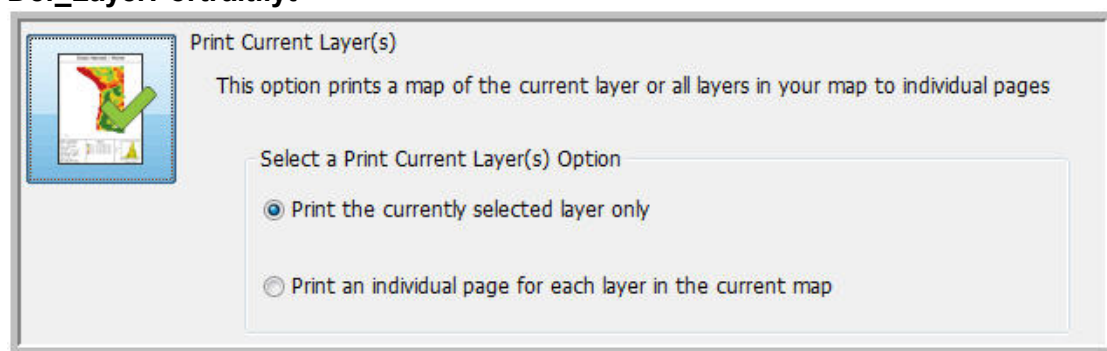 Print Current Layer(s)
This option prints a map of the current layer or all layers in your map to individual pages
Select a Print Current Layer(s) Option
Print the currently selected layer only
Print an individual page for each layer in the current map